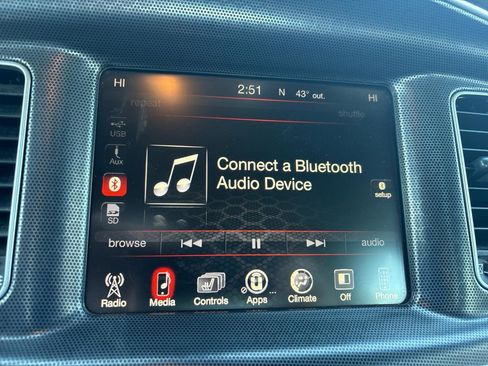 HI 2:51 N 43° out. HI
repeat shuffle
USB
Aux
Connect a Bluetooth
Audio Device
SD
setup
browse audio
Radio Media Controls Apps ... Climate Off Phone